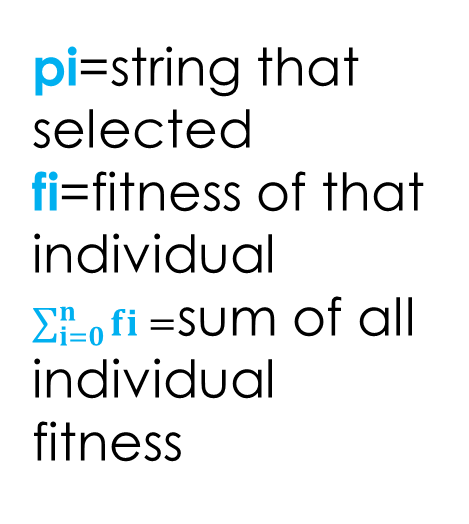 pi=string that
selected
fi=fitness of that
individual
∑ⁿᵢ₌₀ fi =sum of all
individual
fitness